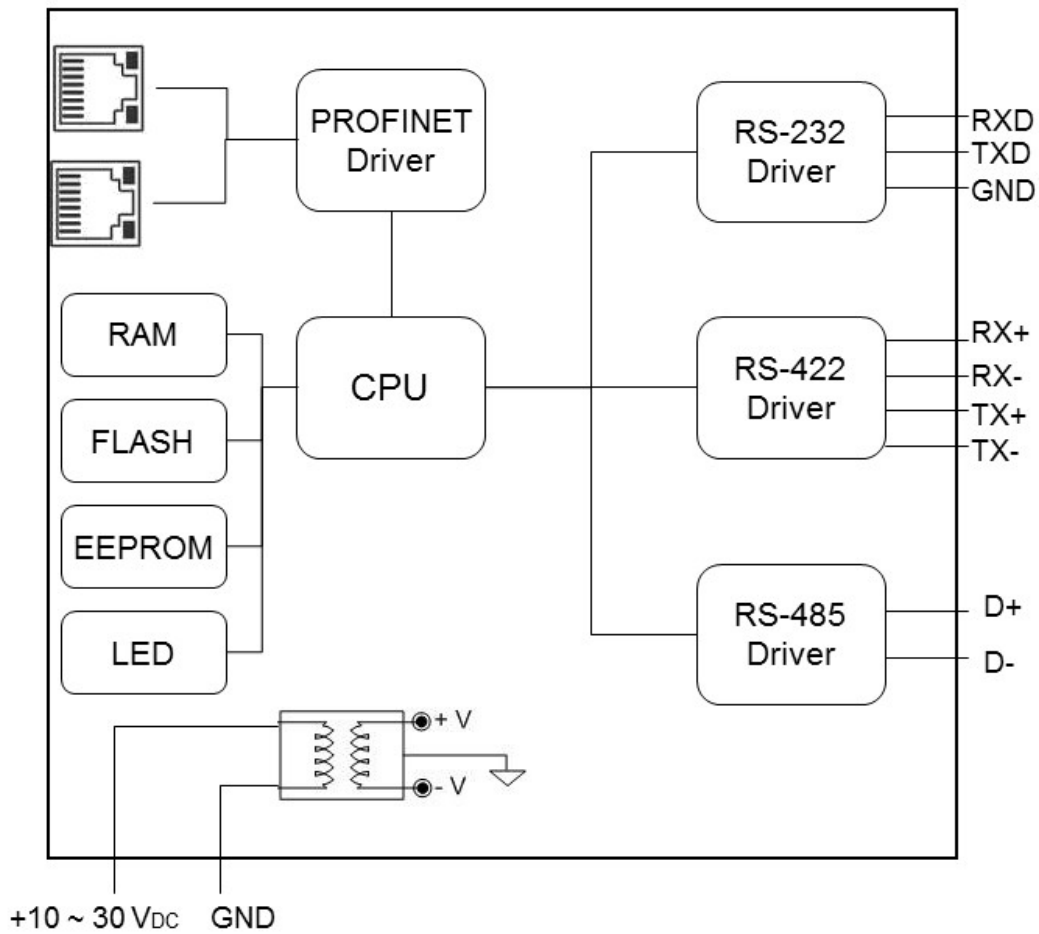 PROFINET
Driver
RS-232
Driver
RXD
TXD
GND
RAM
FLASH
EEPROM
LED
CPU
RS-422
Driver
RX+
RX-
TX+
TX-
RS-485
Driver
D+
D-
+ V
- V
+10 ~ 30 VDC
GND